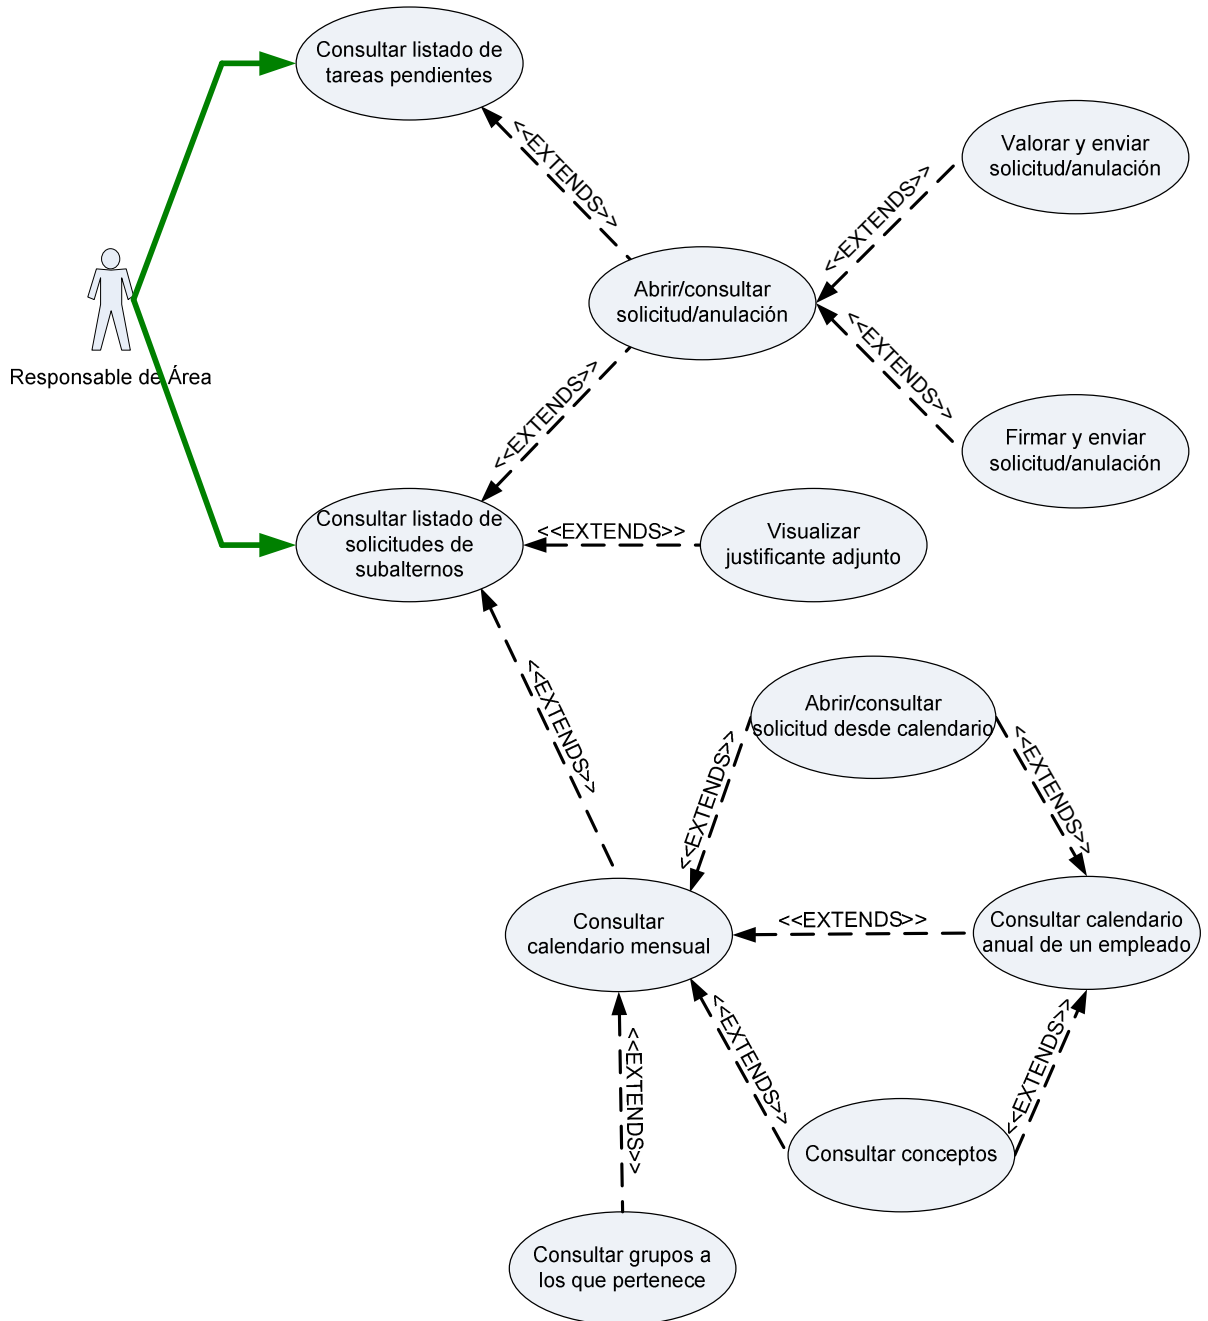 Consultar listado de
tareas pendientes
<<EXTENDS>>
Valorar y enviar
solicitud/anulación
<<EXTENDS>>
Abrir/consultar
solicitud/anulación
<<EXTENDS>>
Responsable de Área
<<EXTENDS>>
Firmar y enviar
solicitud/anulación
Consultar listado de
solicitudes de
subalternos
<<EXTENDS>>
Visualizar
justificante adjunto
<<EXTENDS>>
Abrir/consultar
solicitud desde calendario
<<EXTENDS>>
<<EXTENDS>>
Consultar
calendario mensual
<<EXTENDS>>
Consultar calendario
anual de un empleado
<<EXTENDS>>
<<EXTENDS>>
<<EXTENDS>>
Consultar conceptos
Consultar grupos a
los que pertenece